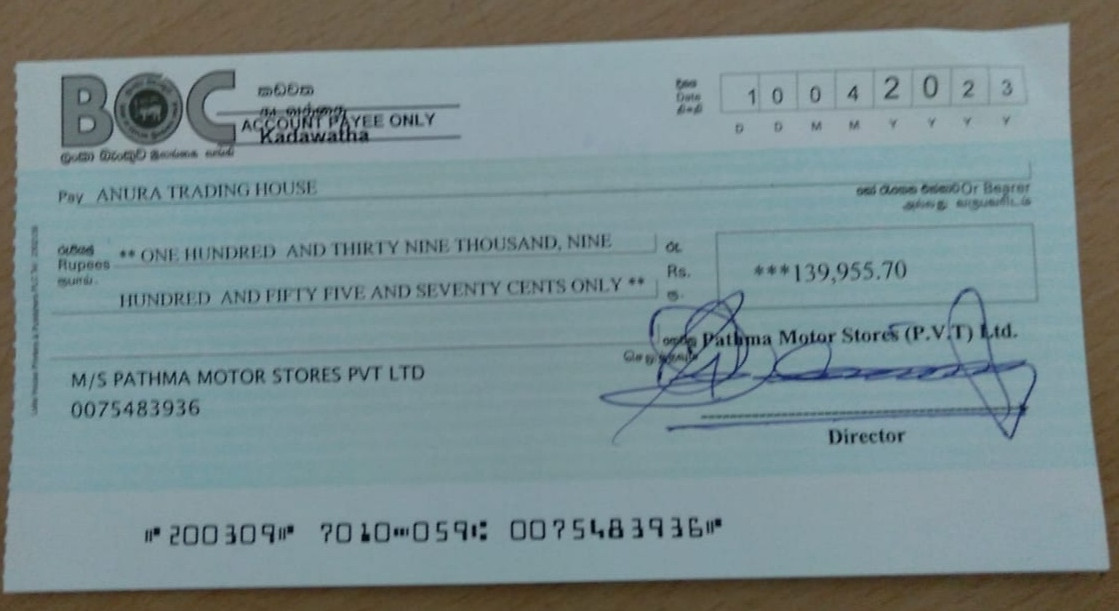 BOC
කඩවත
ACCOUNT PAYEE ONLY
Kadawatha
Date
1 0 0 4 2 0 2 3
D D M M Y Y Y Y
Pay ANURA TRADING HOUSE
Or Bearer
Rupees ** ONE HUNDRED AND THIRTY NINE THOUSAND, NINE
HUNDRED AND FIFTY FIVE AND SEVENTY CENTS ONLY **
රු.
Rs.
ரூ.
***139,955.70
Pathma Motor Stores (P.V.T) Ltd.
M/S PATHMA MOTOR STORES PVT LTD
0075483936
Director
⑈200309⑈ 7010⑉059⑆ 0075483936⑈